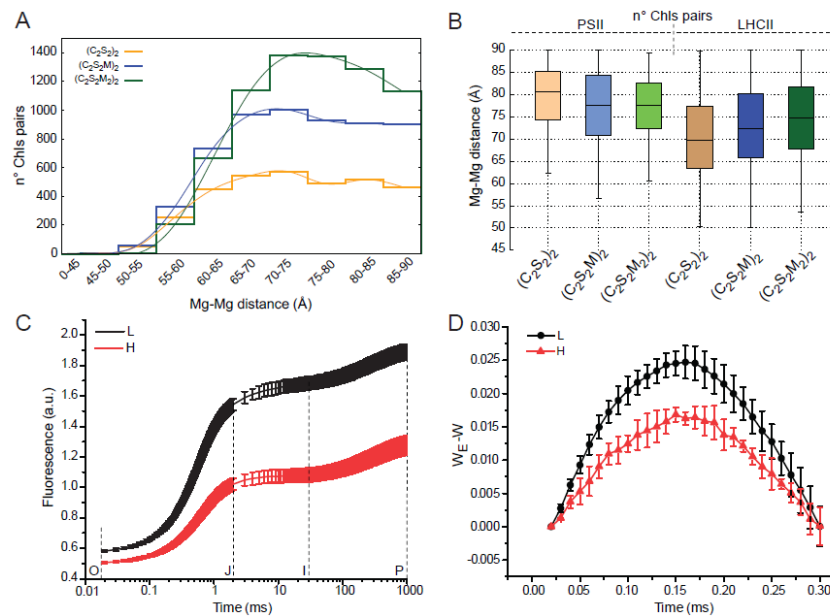 A
(C2S2)2
(C2S2M)2
(C2S2M2)2
n° Chls pairs
1400
1200
1000
800
600
400
200
0
0-45
45-50
50-55
55-60
60-65
70-75
75-80
80-85
85-90
Mg-Mg distance (Å)
B
n° Chls pairs
PSII
LHCII
Mg-Mg distance (Å)
90
85
80
75
70
65
60
55
50
45
(C2S2)2
(C2S2M)2
(C2S2M2)2
(C2S2)2
(C2S2M)2
(C2S2M2)2
C
L
H
Fluorescence (a.u.)
2.0
1.8
1.6
1.4
1.2
1.0
0.8
0.6
0.4
O
J
I
P
0.01
0.1
1
10
100
1000
Time (ms)
D
L
H
WE-W
0.030
0.025
0.020
0.015
0.010
0.005
0.000
-0.005
0.00
0.05
0.10
0.15
0.20
0.25
0.30
Time (ms)